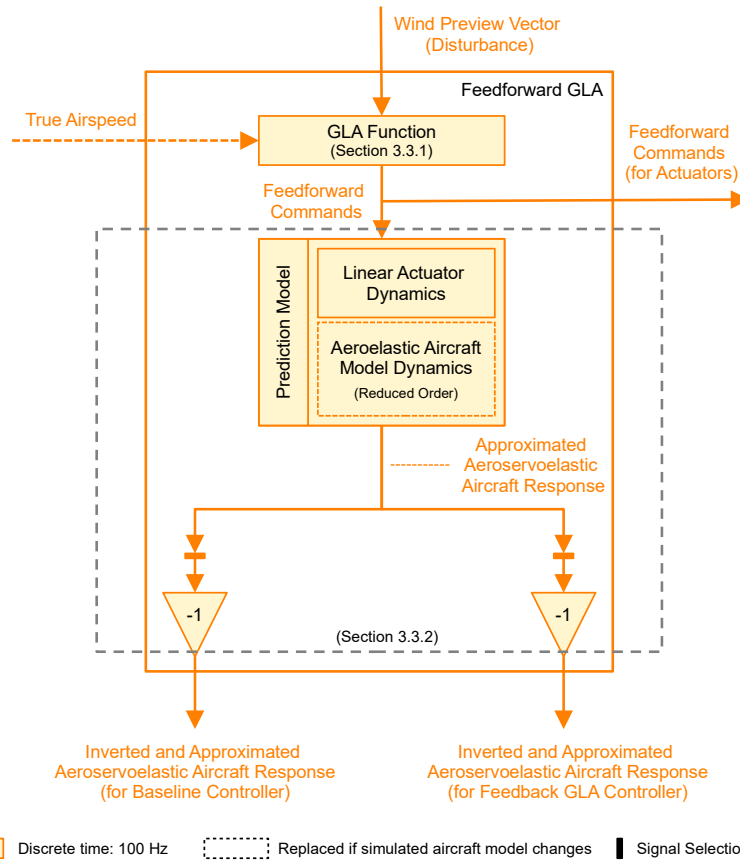 Wind Preview Vector
(Disturbance)
Feedforward GLA
True Airspeed
GLA Function
(Section 3.3.1)
Feedforward
Commands
(for Actuators)
Feedforward
Commands
Prediction Model
Linear Actuator
Dynamics
Aeroelastic Aircraft
Model Dynamics
(Reduced Order)
Approximated
Aeroservoelastic
Aircraft Response
-1
-1
(Section 3.3.2)
Inverted and Approximated
Aeroservoelastic Aircraft Response
(for Baseline Controller)
Inverted and Approximated
Aeroservoelastic Aircraft Response
(for Feedback GLA Controller)
Discrete time: 100 Hz
Replaced if simulated aircraft model changes
Signal Selectio